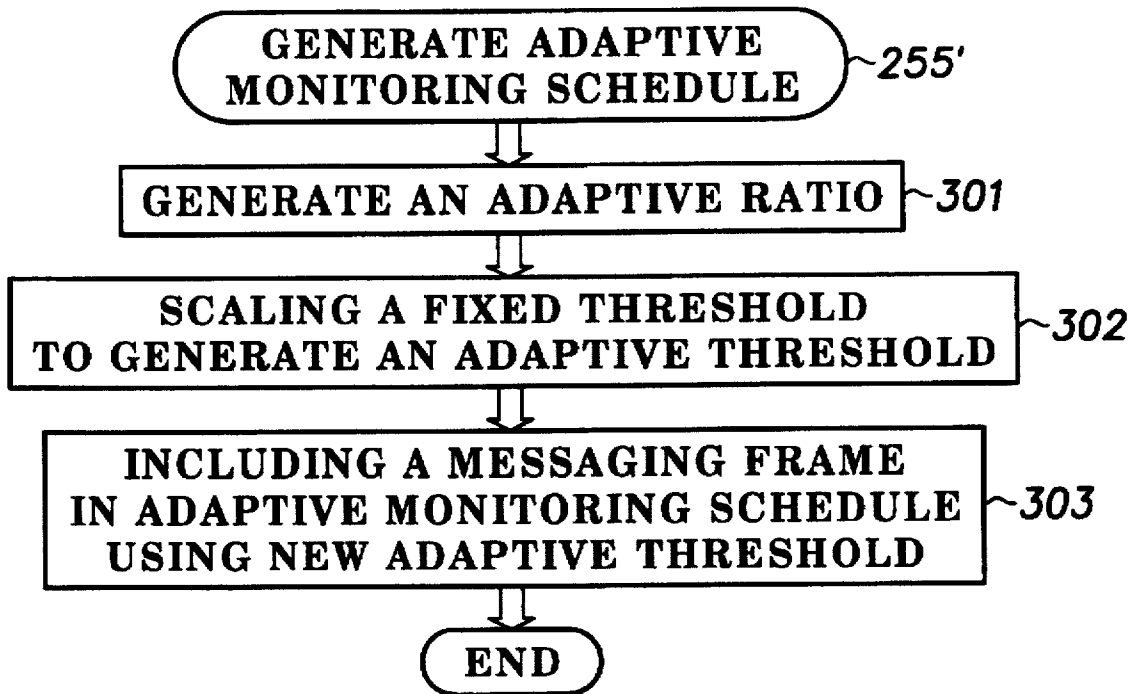 GENERATE ADAPTIVE
MONITORING SCHEDULE
255'
GENERATE AN ADAPTIVE RATIO
301
SCALING A FIXED THRESHOLD
TO GENERATE AN ADAPTIVE THRESHOLD
302
INCLUDING A MESSAGING FRAME
IN ADAPTIVE MONITORING SCHEDULE
USING NEW ADAPTIVE THRESHOLD
303
END